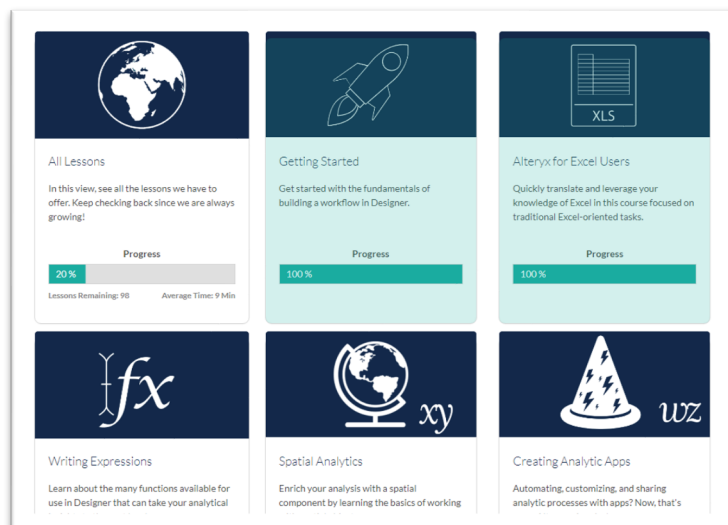 XLS
All Lessons
In this view, see all the lessons we have to
offer. Keep checking back since we are always
growing!
Progress
20 %
Lessons Remaining: 98
Average Time: 9 Min
Getting Started
Get started with the fundamentals of
building a workflow in Designer.
Progress
100 %
Alteryx for Excel Users
Quickly translate and leverage your
knowledge of Excel in this course focused on
traditional Excel-oriented tasks.
Progress
100 %
fx
Writing Expressions
Learn about the many functions available for
use in Designer that can take your analytical
xy
Spatial Analytics
Enrich your analysis with a spatial
component by learning the basics of working
wz
Creating Analytic Apps
Automating, customizing, and sharing
analytic processes with apps? Now, that's